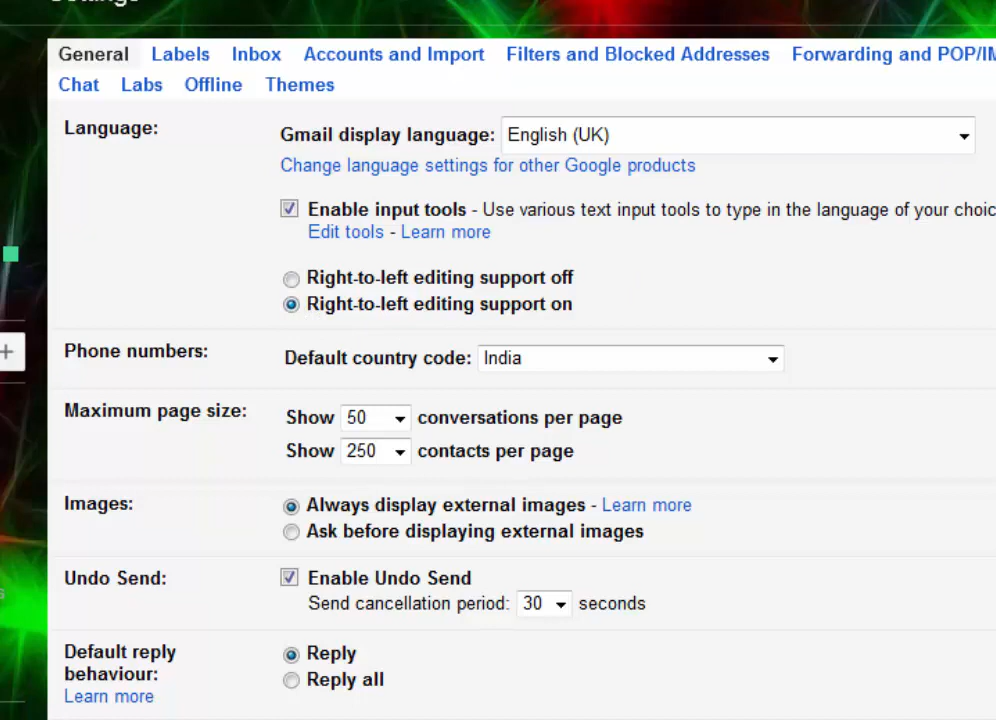 Settings
General Labels Inbox Accounts and Import Filters and Blocked Addresses Forwarding and POP/IM
Chat Labs Offline Themes
Language:
Gmail display language: English (UK)
Change language settings for other Google products
Enable input tools - Use various text input tools to type in the language of your choic
Edit tools - Learn more
Right-to-left editing support off
Right-to-left editing support on
Phone numbers:
Default country code: India
Maximum page size:
Show 50 conversations per page
Show 250 contacts per page
Images:
Always display external images - Learn more
Ask before displaying external images
Undo Send:
Enable Undo Send
Send cancellation period: 30 seconds
Default reply
behaviour:
Learn more
Reply
Reply all